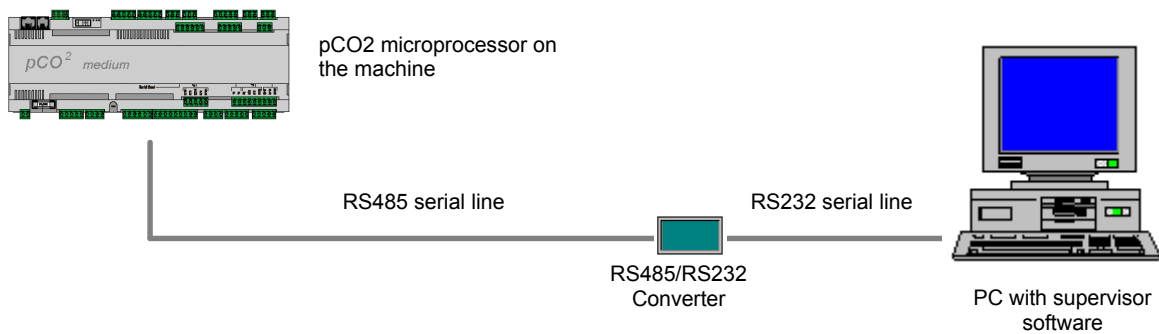 pCO2 microprocessor on
the machine
pCO² medium
RS485 serial line
RS232 serial line
RS485/RS232
Converter
PC with supervisor
software